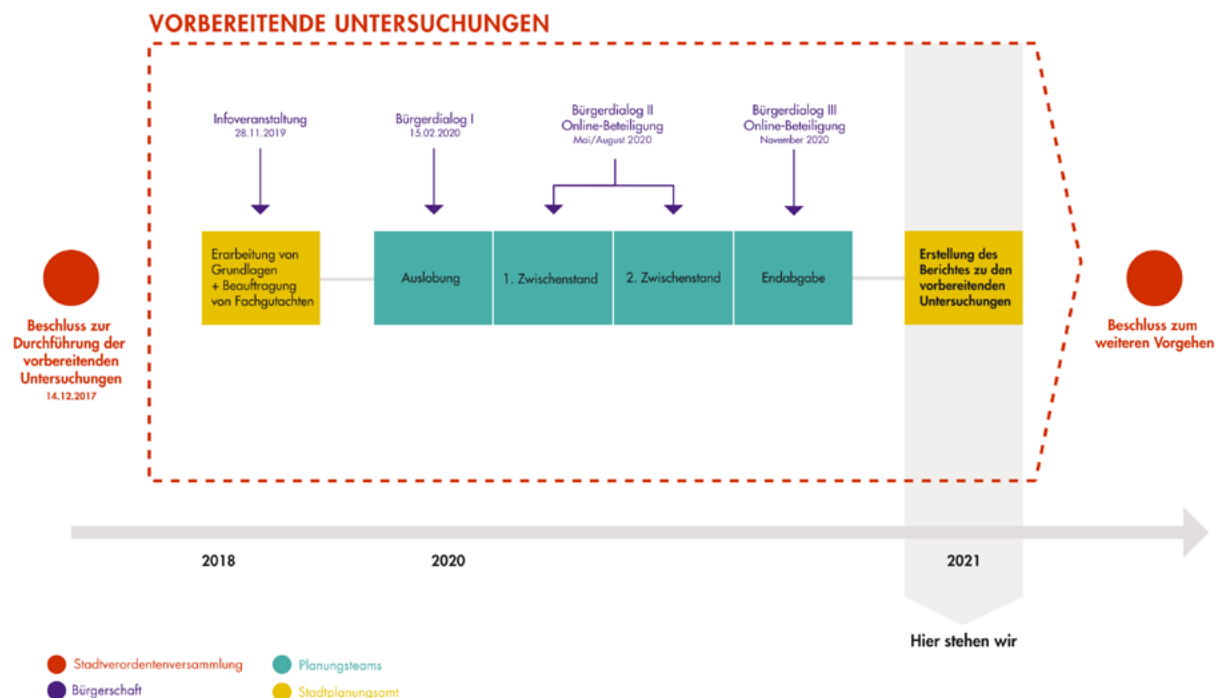 VORBEREITENDE UNTERSUCHUNGEN
Infoveranstaltung
28.11.2019
Bürgerdialog I
15.02.2020
Bürgerdialog II
Online-Beteiligung
Mai/August 2020
Bürgerdialog III
Online-Beteiligung
November 2020
Beschluss zur
Durchführung der
vorbereitenden
Untersuchungen
14.12.2017
Erarbeitung von
Grundlagen
+ Beauftragung
von Fachgutachten
Auslobung
1. Zwischenstand
2. Zwischenstand
Endabgabe
Erstellung des
Berichtes zu den
vorbereitenden
Untersuchungen
Beschluss zum
weiteren Vorgehen
2018
2020
2021
Hier stehen wir
Stadtverordentenversammlung
Planungsteams
Bürgerschaft
Stadtplanungsamt